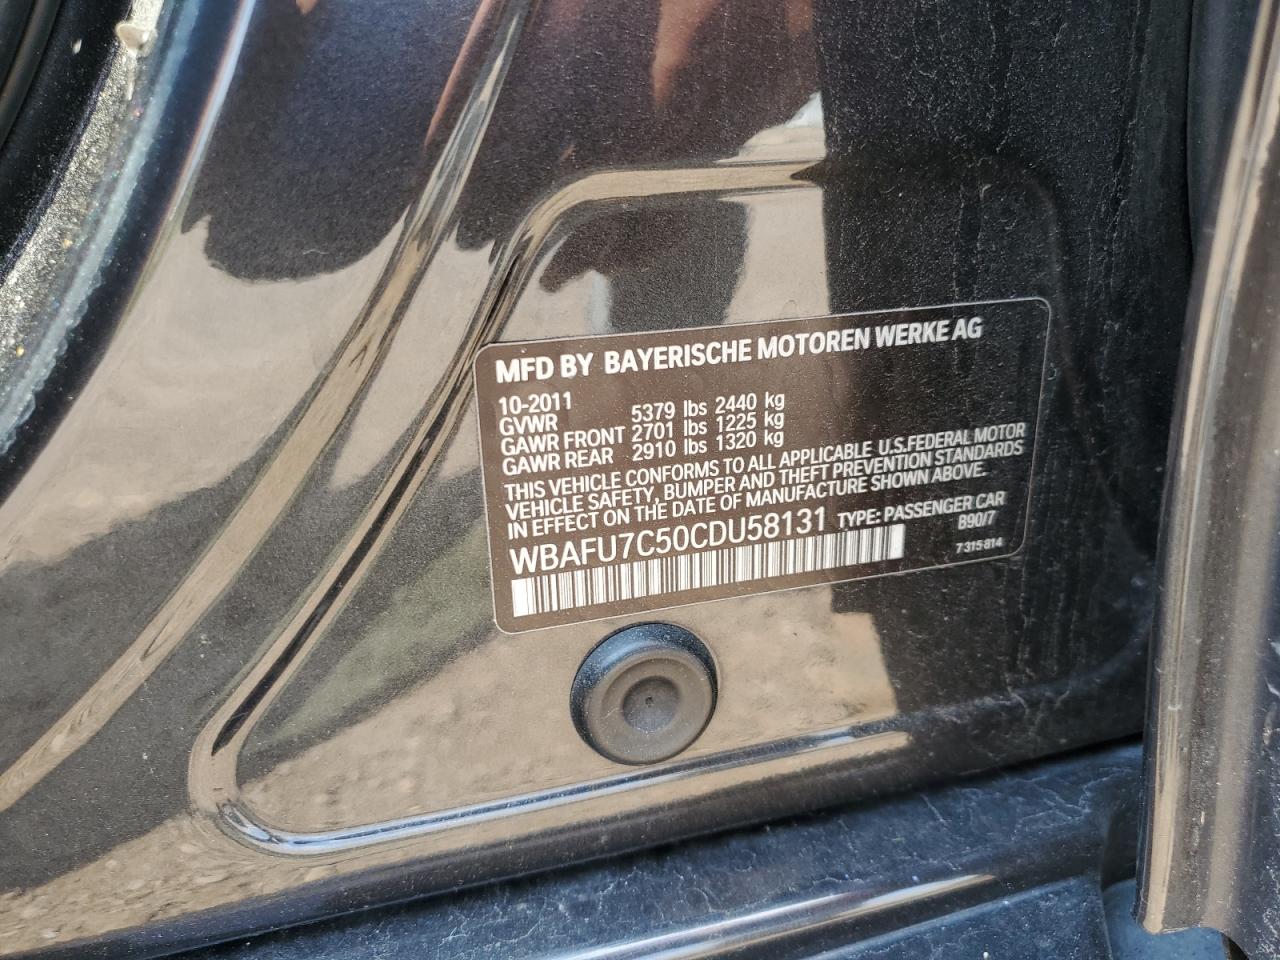 MFD BY BAYERISCHE MOTOREN WERKE AG
10-2011
GVWR 5379 lbs 2440 kg
GAWR FRONT 2701 lbs 1225 kg
GAWR REAR 2910 lbs 1320 kg
THIS VEHICLE CONFORMS TO ALL APPLICABLE U.S.FEDERAL MOTOR
VEHICLE SAFETY, BUMPER AND THEFT PREVENTION STANDARDS
IN EFFECT ON THE DATE OF MANUFACTURE SHOWN ABOVE.
WBAFU7C50CDU58131 TYPE: PASSENGER CAR
B90/7
7 315 814